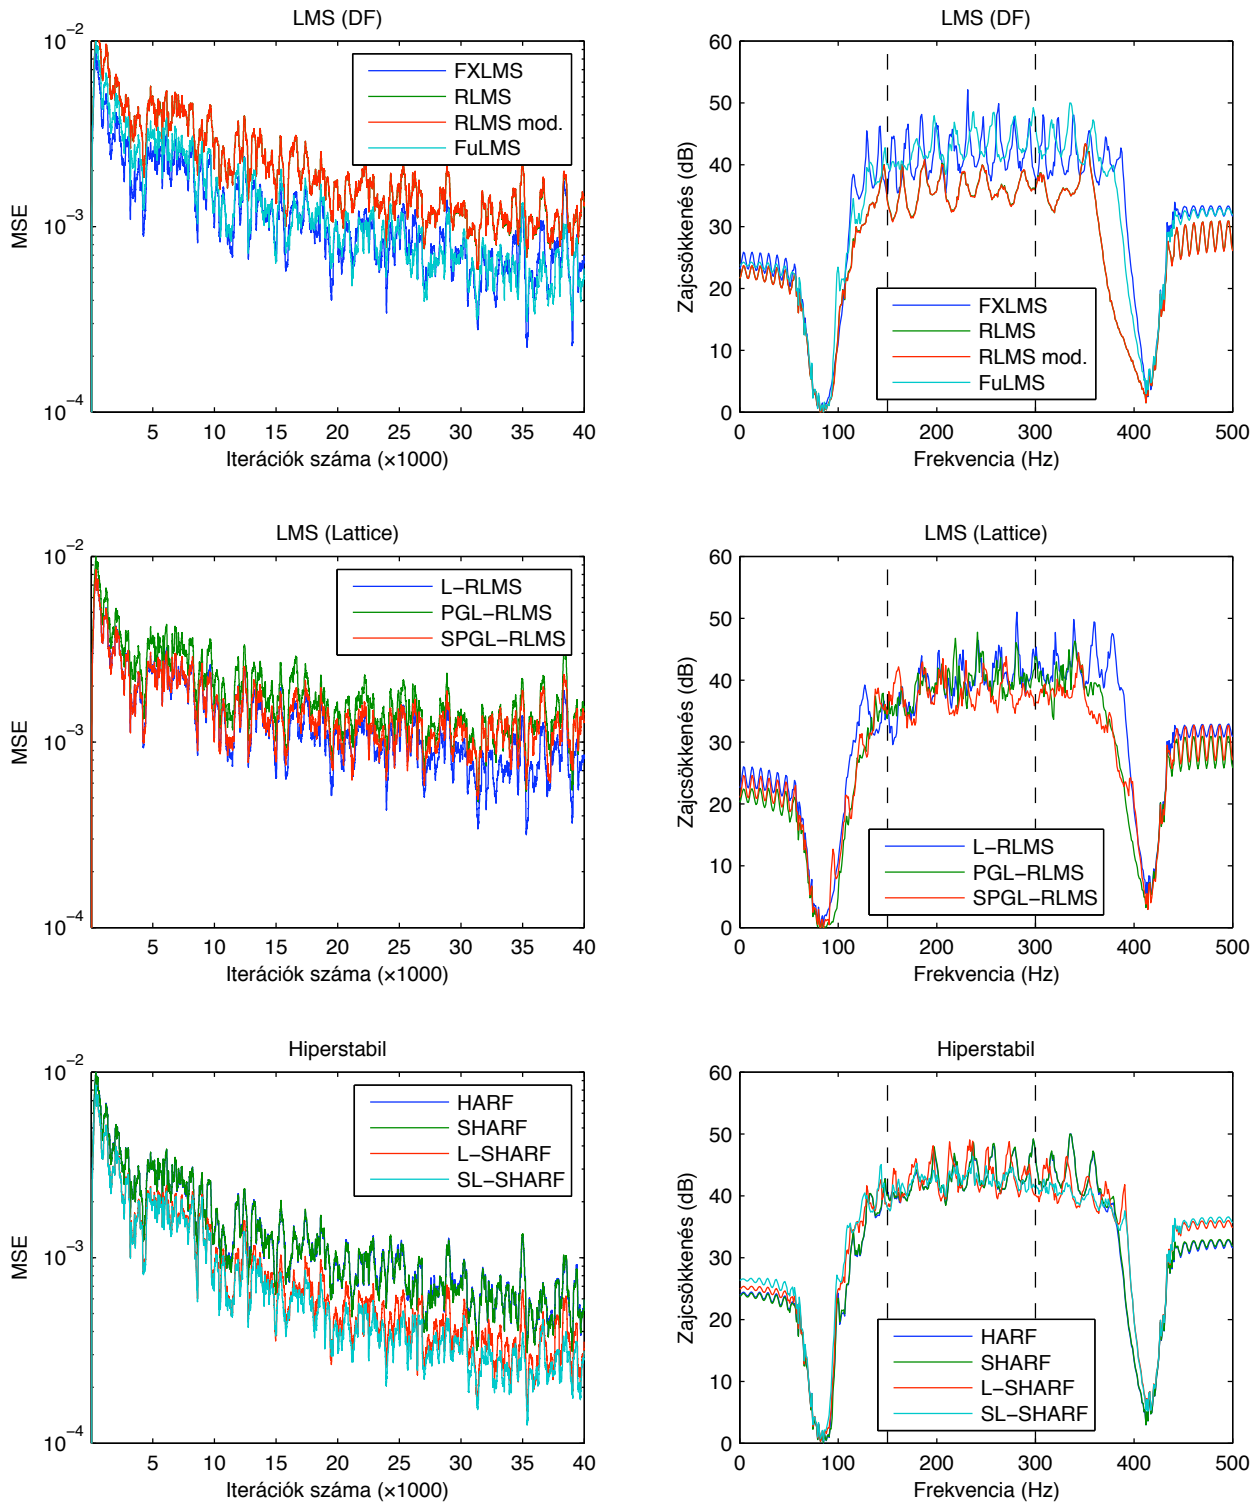 LMS (DF)
MSE
10−2
10−3
10−4
FXLMS
RLMS
RLMS mod.
FuLMS
5 10 15 20 25 30 35 40
Iterációk száma (×1000)
LMS (DF)
Zajcsökkenés (dB)
60
50
40
30
20
10
0
FXLMS
RLMS
RLMS mod.
FuLMS
0 100 200 300 400 500
Frekvencia (Hz)
LMS (Lattice)
MSE
10−2
10−3
10−4
L−RLMS
PGL−RLMS
SPGL−RLMS
5 10 15 20 25 30 35 40
Iterációk száma (×1000)
LMS (Lattice)
Zajcsökkenés (dB)
60
50
40
30
20
10
0
L−RLMS
PGL−RLMS
SPGL−RLMS
0 100 200 300 400 500
Frekvencia (Hz)
Hiperstabil
MSE
10−2
10−3
10−4
HARF
SHARF
L−SHARF
SL−SHARF
5 10 15 20 25 30 35 40
Iterációk száma (×1000)
Hiperstabil
Zajcsökkenés (dB)
60
50
40
30
20
10
0
HARF
SHARF
L−SHARF
SL−SHARF
0 100 200 300 400 500
Frekvencia (Hz)